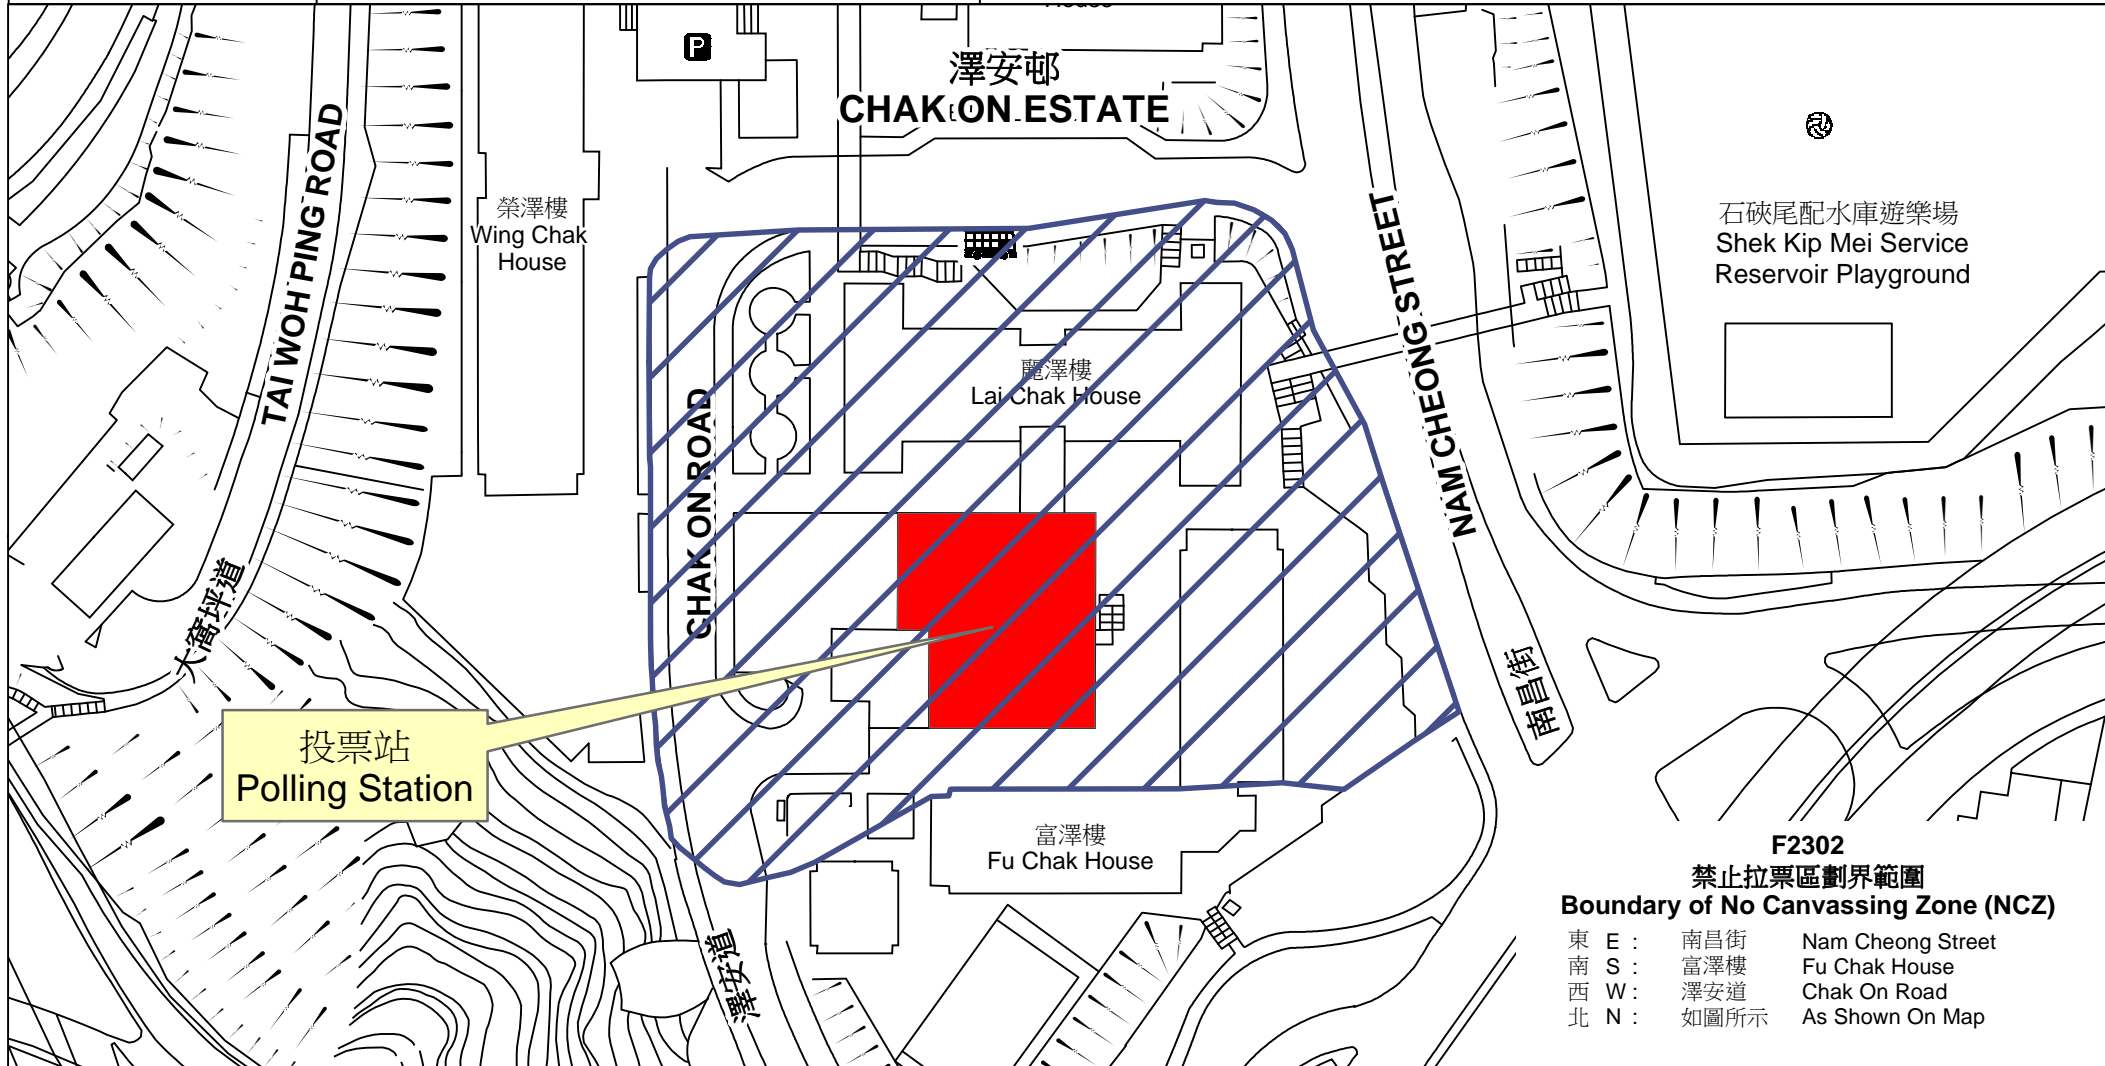 P
澤安邨
CHAK ON ESTATE
TAI WOH PING ROAD
榮澤樓
Wing Chak
House
石硤尾配水庫遊樂場
Shek Kip Mei Service
Reservoir Playground
NAM CHEONG STREET
麗澤樓
Lai Chak House
CHAK ON ROAD
大窩坪道
南昌街
投票站
Polling Station
富澤樓
Fu Chak House
澤安道
F2302
禁止拉票區劃界範圍
Boundary of No Canvassing Zone (NCZ)
東 E : 南昌街 Nam Cheong Street
南 S : 富澤樓 Fu Chak House
西 W : 澤安道 Chak On Road
北 N : 如圖所示 As Shown On Map